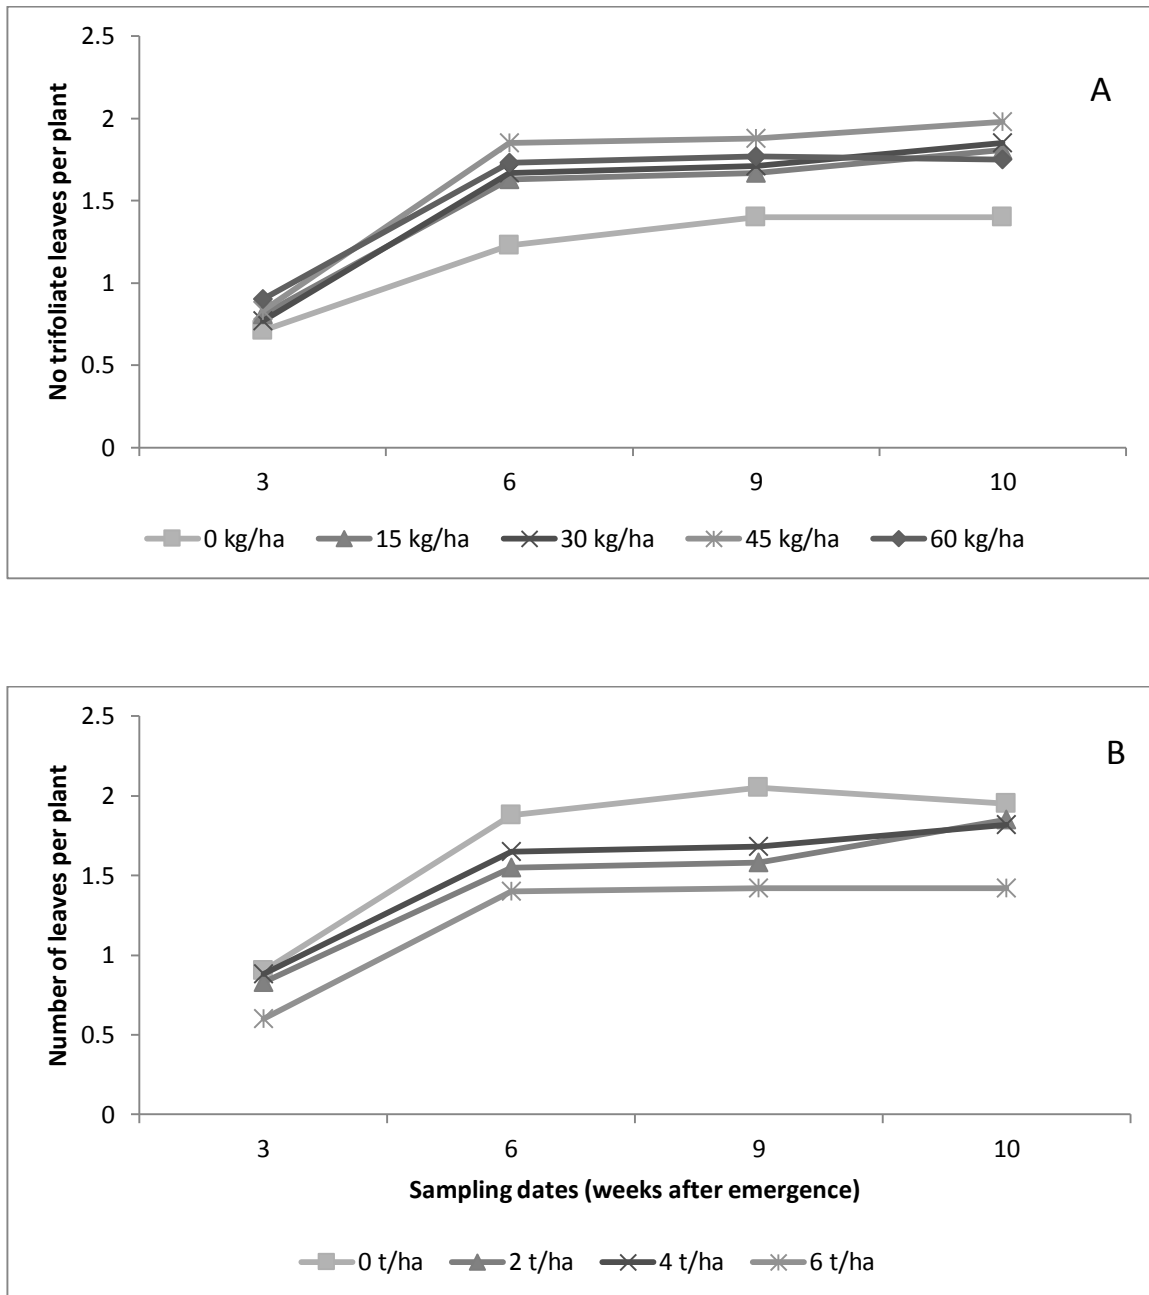 2.5
A
2
1.5
1
0.5
0
No trifoliate leaves per plant
3 6 9 10
0 kg/ha 15 kg/ha 30 kg/ha 45 kg/ha 60 kg/ha
2.5
B
2
1.5
1
0.5
0
Number of leaves per plant
3 6 9 10
Sampling dates (weeks after emergence)
0 t/ha 2 t/ha 4 t/ha 6 t/ha